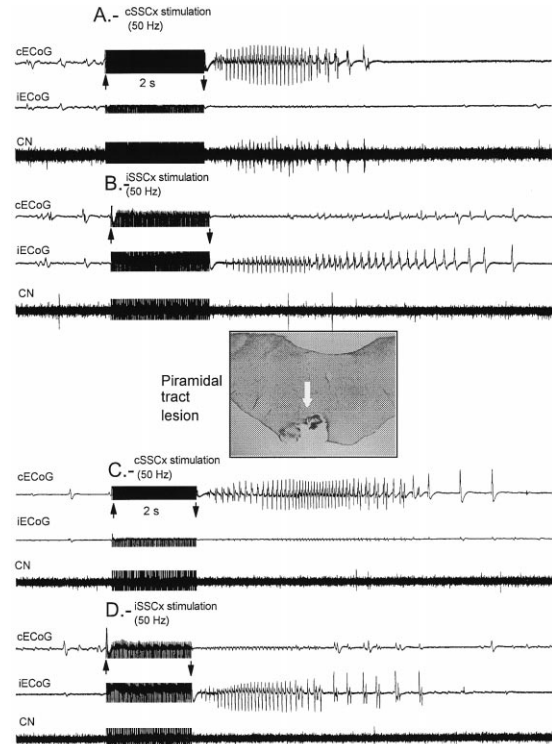 A.- cSSCx stimulation
(50 Hz)
cECoG
2 s
iECoG
CN
B.- iSSCx stimulation
(50 Hz)
cECoG
iECoG
CN
Piramidal
tract
lesion
C.- cSSCx stimulation
(50 Hz)
cECoG
2 s
iECoG
CN
D.- iSSCx stimulation
(50 Hz)
cECoG
iECoG
CN